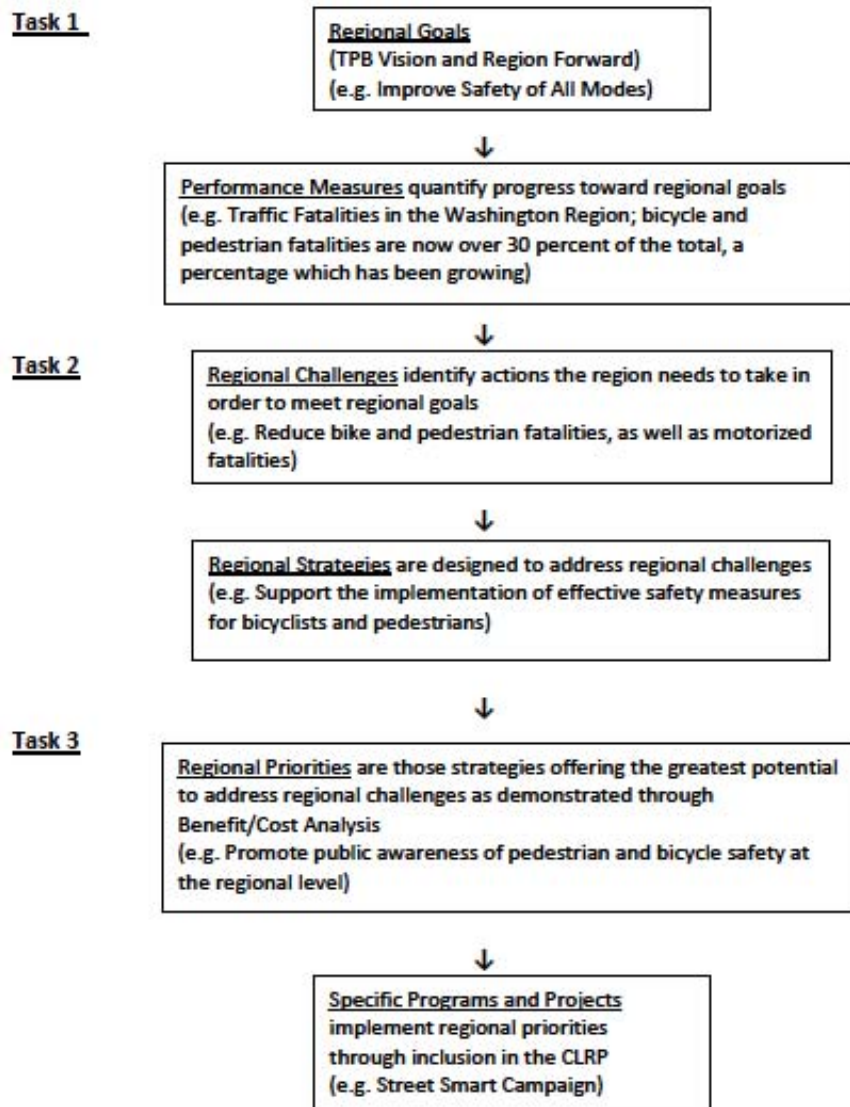 Task 1
Regional Goals
(TPB Vision and Region Forward)
(e.g. Improve Safety of All Modes)
↓
Performance Measures quantify progress toward regional goals
(e.g. Traffic Fatalities in the Washington Region; bicycle and
pedestrian fatalities are now over 30 percent of the total, a
percentage which has been growing)
↓
Task 2
Regional Challenges identify actions the region needs to take in
order to meet regional goals
(e.g. Reduce bike and pedestrian fatalities, as well as motorized
fatalities)
↓
Regional Strategies are designed to address regional challenges
(e.g. Support the implementation of effective safety measures
for bicyclists and pedestrians)
↓
Task 3
Regional Priorities are those strategies offering the greatest potential
to address regional challenges as demonstrated through
Benefit/Cost Analysis
(e.g. Promote public awareness of pedestrian and bicycle safety at
the regional level)
↓
Specific Programs and Projects
implement regional priorities
through inclusion in the CLRP
(e.g. Street Smart Campaign)